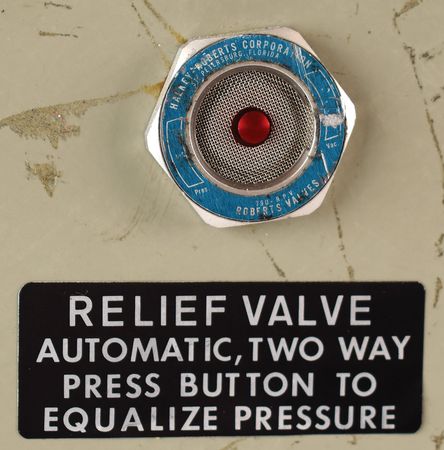 HALKEY-ROBERTS CORPORATION
ST. PETERSBURG, FLORIDA
Pres.
Vac.
ROBERTS VALVES
RELIEF VALVE
AUTOMATIC, TWO WAY
PRESS BUTTON TO
EQUALIZE PRESSURE